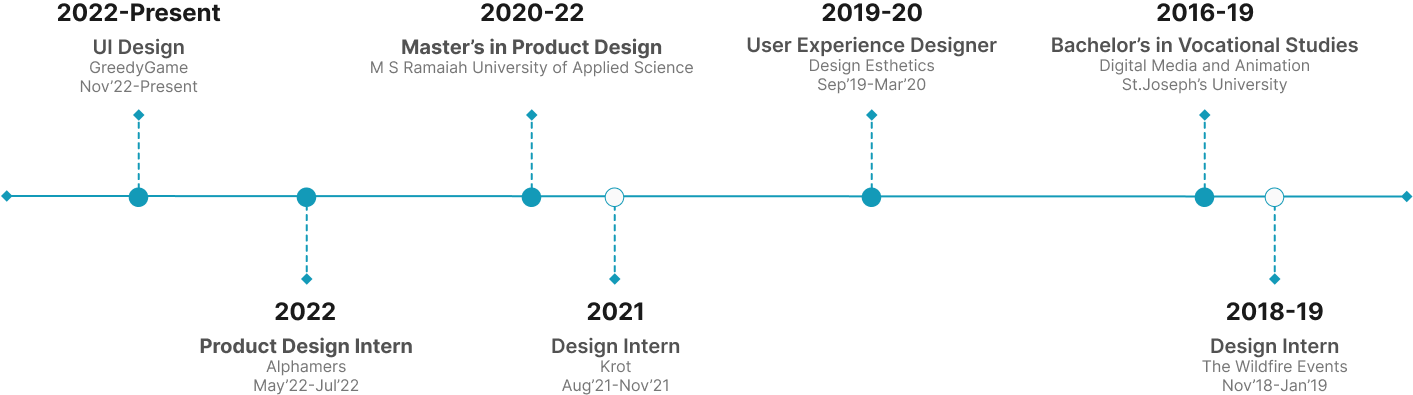 2022-Present
UI Design
GreedyGame
Nov’22-Present
2020-22
Master’s in Product Design
M S Ramaiah University of Applied Science
2019-20
User Experience Designer
Design Esthetics
Sep’19-Mar’20
2016-19
Bachelor’s in Vocational Studies
Digital Media and Animation
St.Joseph’s University
2022
Product Design Intern
Alphamers
May’22-Jul’22
2021
Design Intern
Krot
Aug’21-Nov’21
2018-19
Design Intern
The Wildfire Events
Nov’18-Jan’19